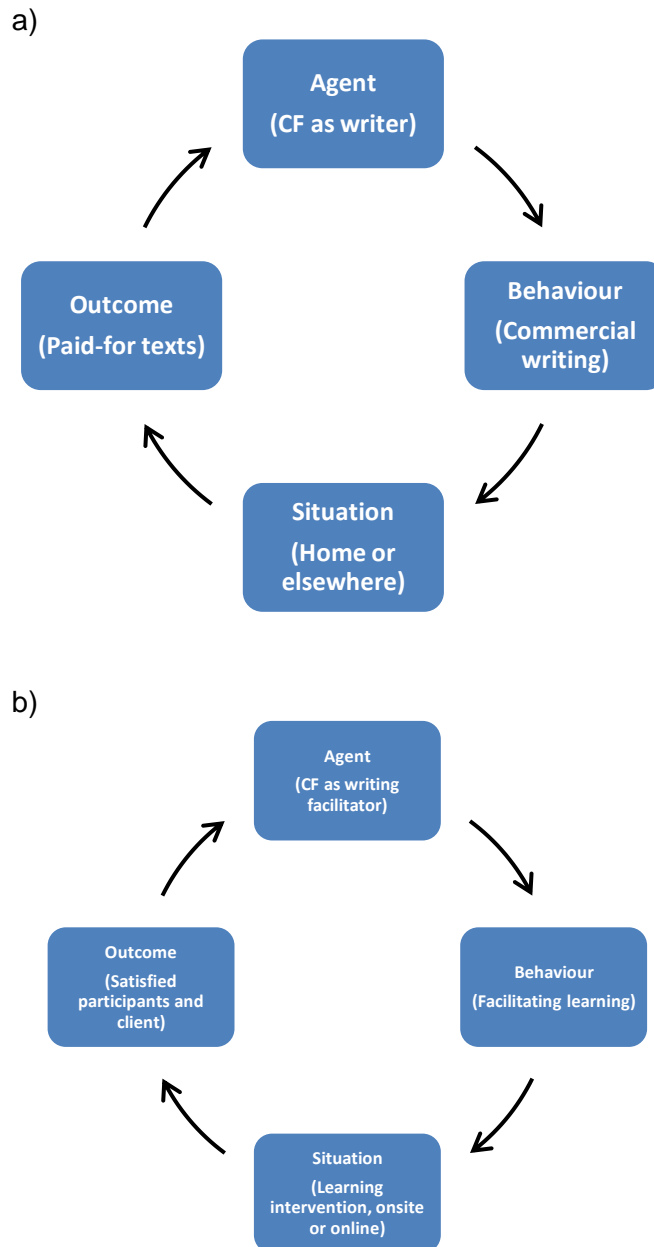 a)
Agent
(CF as writer)
Outcome
(Paid-for texts)
Behaviour
(Commercial
writing)
Situation
(Home or
elsewhere)
b)
Agent
(CF as writing
facilitator)
Outcome
(Satisfied
participants and
client)
Behaviour
(Facilitating learning)
Situation
(Learning
intervention, onsite
or online)